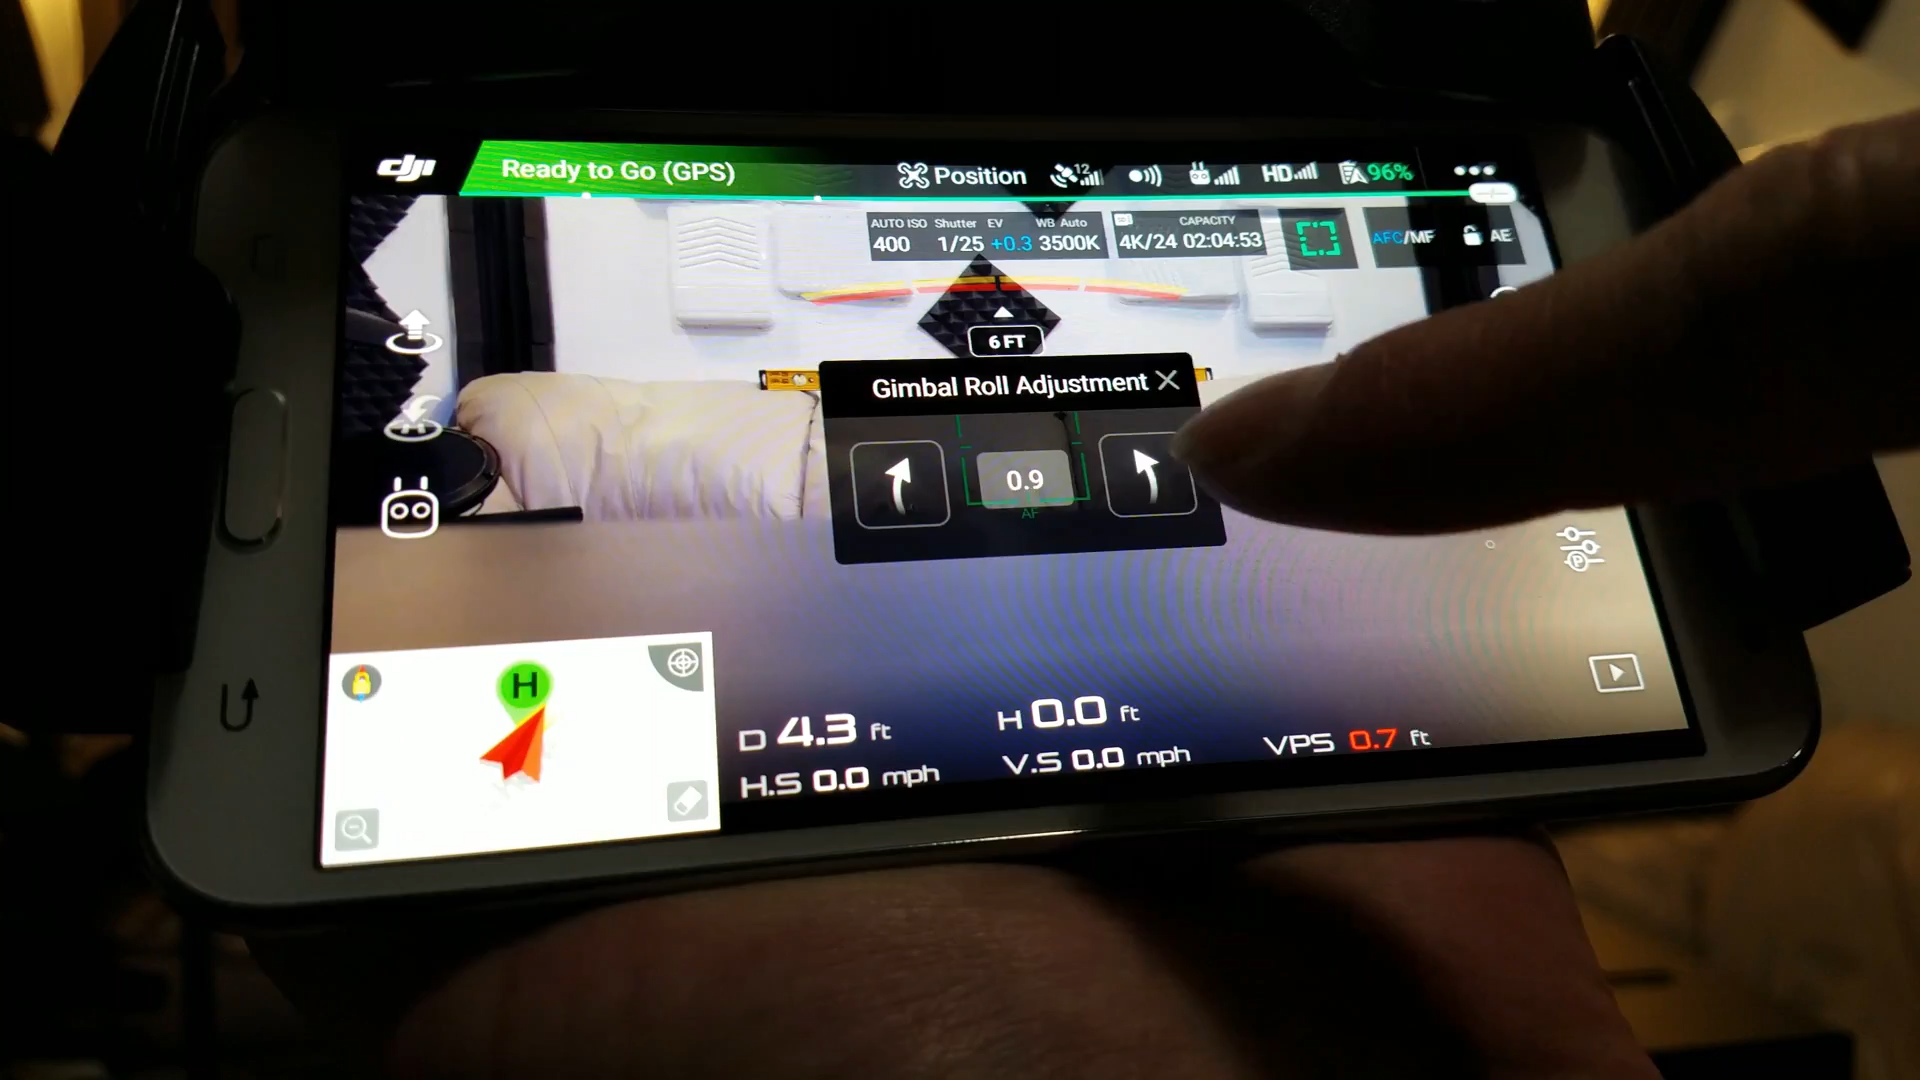 dji Ready to Go (GPS) Position 12 HD 96%
AUTO ISO Shutter EV WB Auto CAPACITY
400 1/25 +0.3 3500K 4K/24 02:04:53 AFC/MF AE
6 FT
Gimbal Roll Adjustment
0.9
AF
P
H
D 4.3 ft H 0.0 ft
H.S 0.0 mph V.S 0.0 mph VPS 0.7 ft